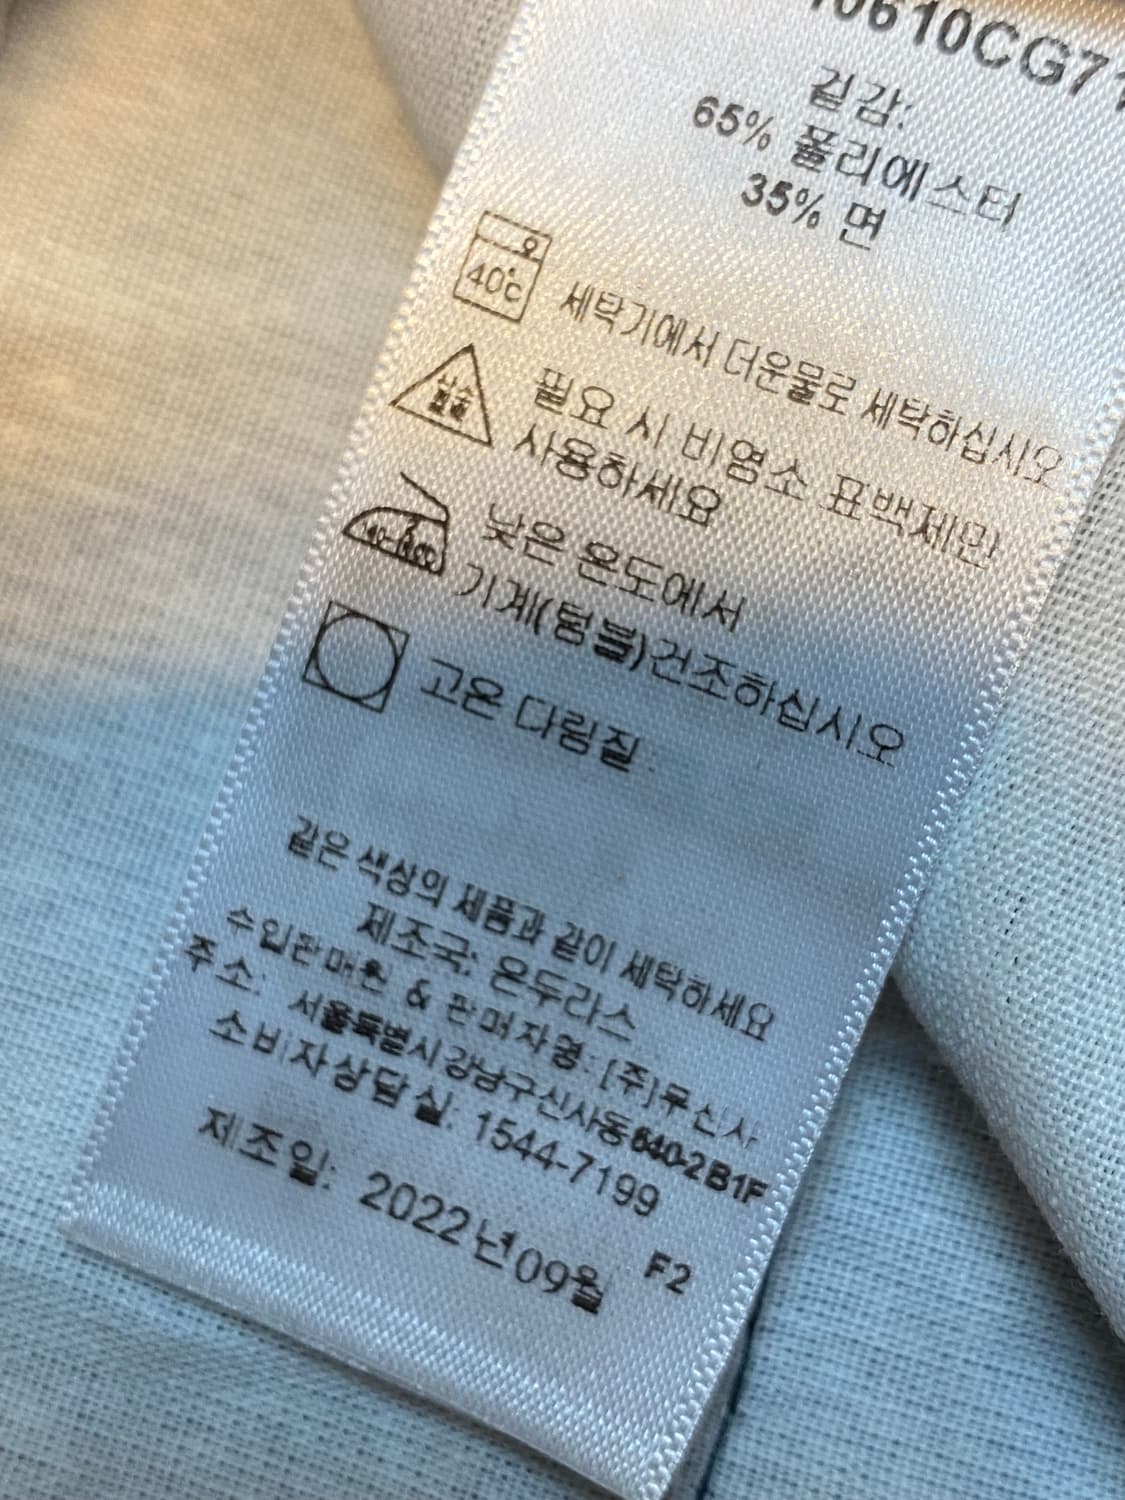 10610CG71
겉감:
65% 폴리에스터
35% 면
40℃
세탁기에서 더운물로 세탁하십시오
필요 시 비염소 표백제만
사용하세요
낮은 온도에서
기계(텀블)건조하십시오
고온 다림질
같은 색상의 제품과 같이 세탁하세요
제조국: 온두라스
수입판매원 & 판매자명: (주)무신사
주소: 서울특별시강남구신사동640-2 B1F
소비자상담실: 1544-7199
제조일: 2022년09월
F2